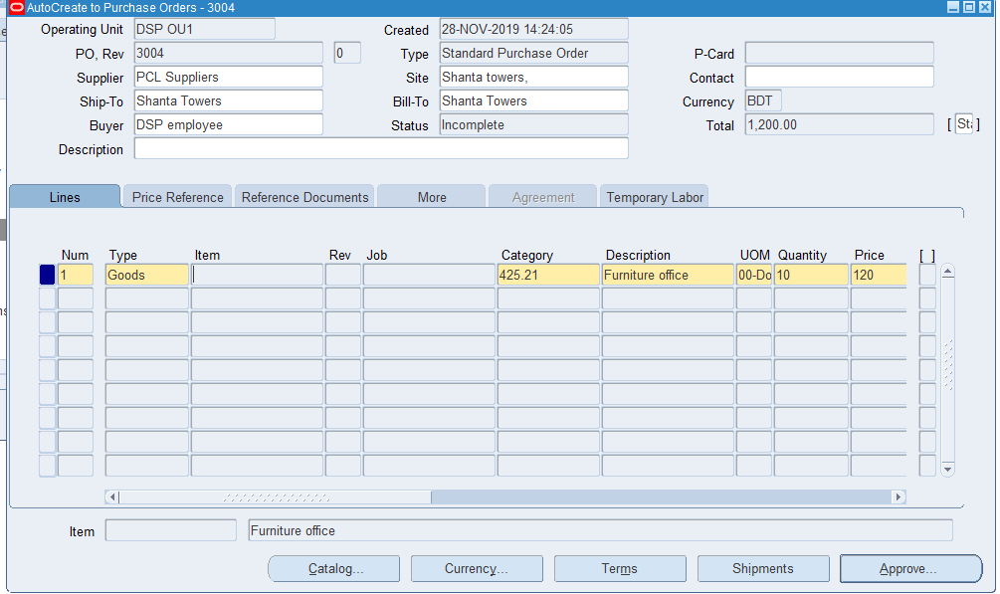 AutoCreate to Purchase Orders - 3004
Operating Unit DSP OU1 Created 28-NOV-2019 14:24:05
PO, Rev 3004 0 Type Standard Purchase Order P-Card
Supplier PCL Suppliers Site Shanta towers, Contact
Ship-To Shanta Towers Bill-To Shanta Towers Currency BDT
Buyer DSP employee Status Incomplete Total 1,200.00 [ Sta ]
Description
Lines Price Reference Reference Documents More Agreement Temporary Labor
Num Type Item Rev Job Category Description UOM Quantity Price [ ]
1 Goods 425.21 Furniture office 00-Do 10 120
Item Furniture office
Catalog... Currency... Terms Shipments Approve...